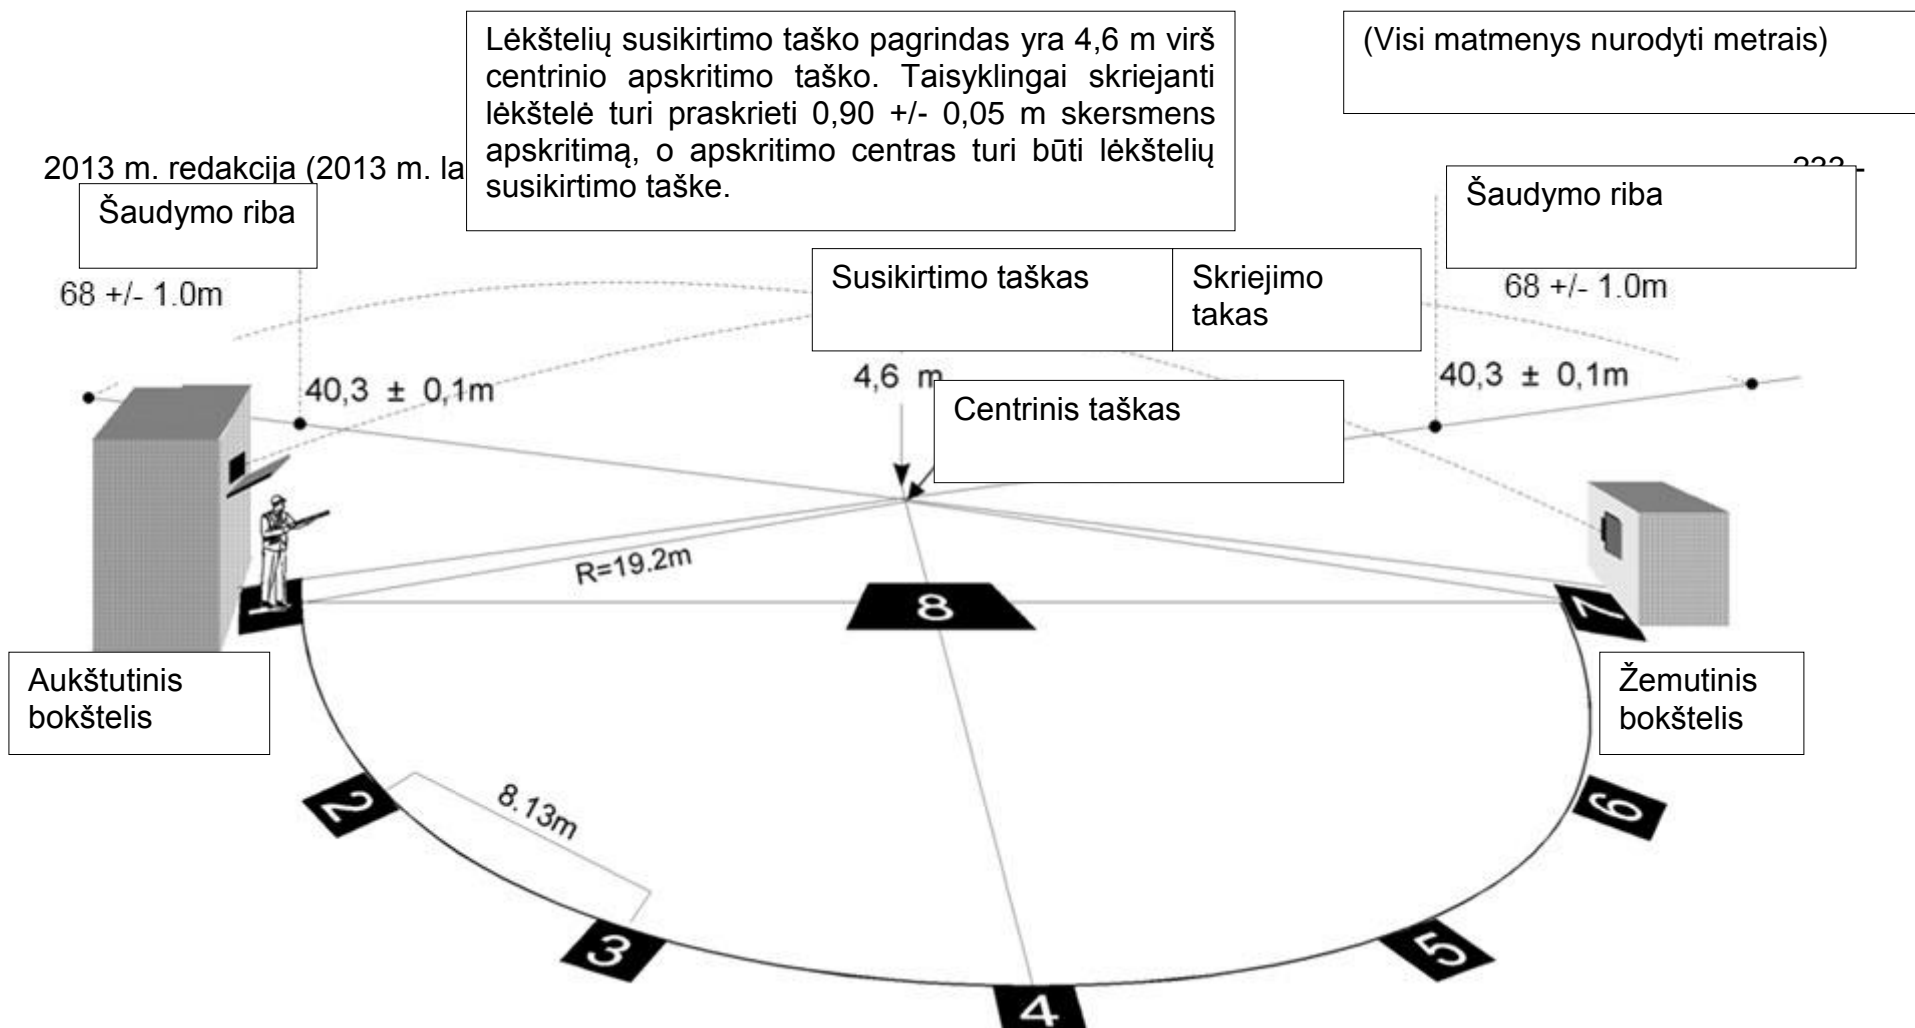 Lėkštelių susikirtimo taško pagrindas yra 4,6 m virš
centrinio apskritimo taško. Taisyklingai skriejanti
lėkštelė turi praskrieti 0,90 +/- 0,05 m skersmens
apskritimą, o apskritimo centras turi būti lėkštelių
susikirtimo taške.
(Visi matmenys nurodyti metrais)
2013 m. redakcija (2013 m. la
Šaudymo riba
Šaudymo riba
68 +/- 1.0m
Susikirtimo taškas
Skriejimo
takas
68 +/- 1.0m
40,3 ± 0,1m
4,6 m
40,3 ± 0,1m
Centrinis taškas
R=19.2m
8
7
Aukštutinis
bokštelis
Žemutinis
bokštelis
2
8.13m
6
3
5
4